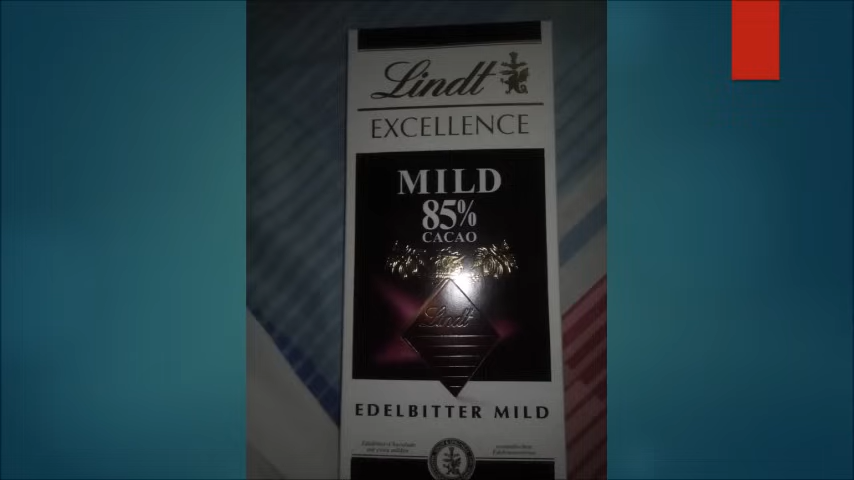 Lindt
EXCELLENCE
MILD
85%
CACAO
Lindt
EDELBITTER MILD